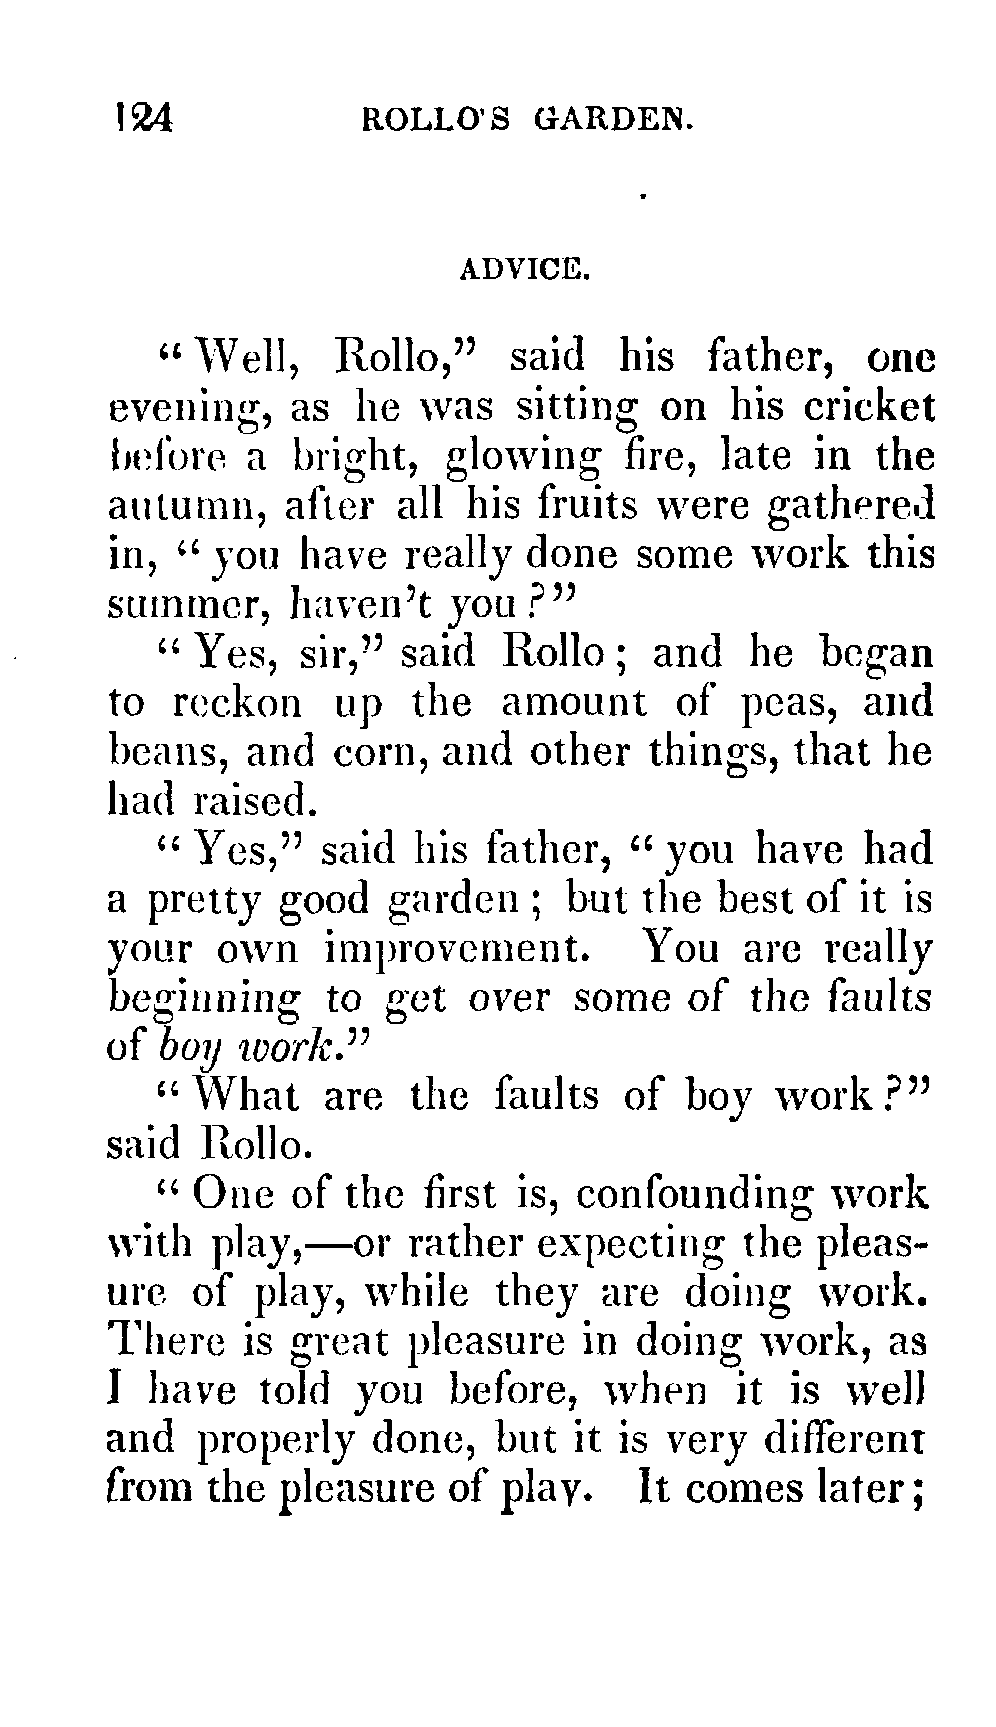 124 ROLLO'S GARDEN.
ADVICE.
"Well, Rollo," said his father, one
evening, as he was sitting on his cricket
before a bright, glowing fire, late in the
autumn, after all his fruits were gathered
in, "you have really done some work this
summer, haven't you?"
"Yes, sir," said Rollo; and he began
to reckon up the amount of peas, and
beans, and corn, and other things, that he
had raised.
"Yes," said his father, "you have had
a pretty good garden; but the best of it is
your own improvement. You are really
beginning to get over some of the faults
of boy work."
"What are the faults of boy work?"
said Rollo.
"One of the first is, confounding work
with play,—or rather expecting the pleas-
ure of play, while they are doing work.
There is great pleasure in doing work, as
I have told you before, when it is well
and properly done, but it is very different
from the pleasure of play. It comes later;